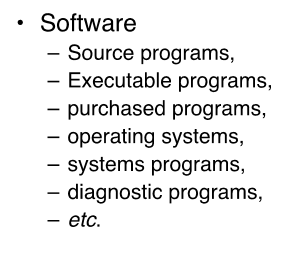 • Software
– Source programs,
– Executable programs,
– purchased programs,
– operating systems,
– systems programs,
– diagnostic programs,
– etc.